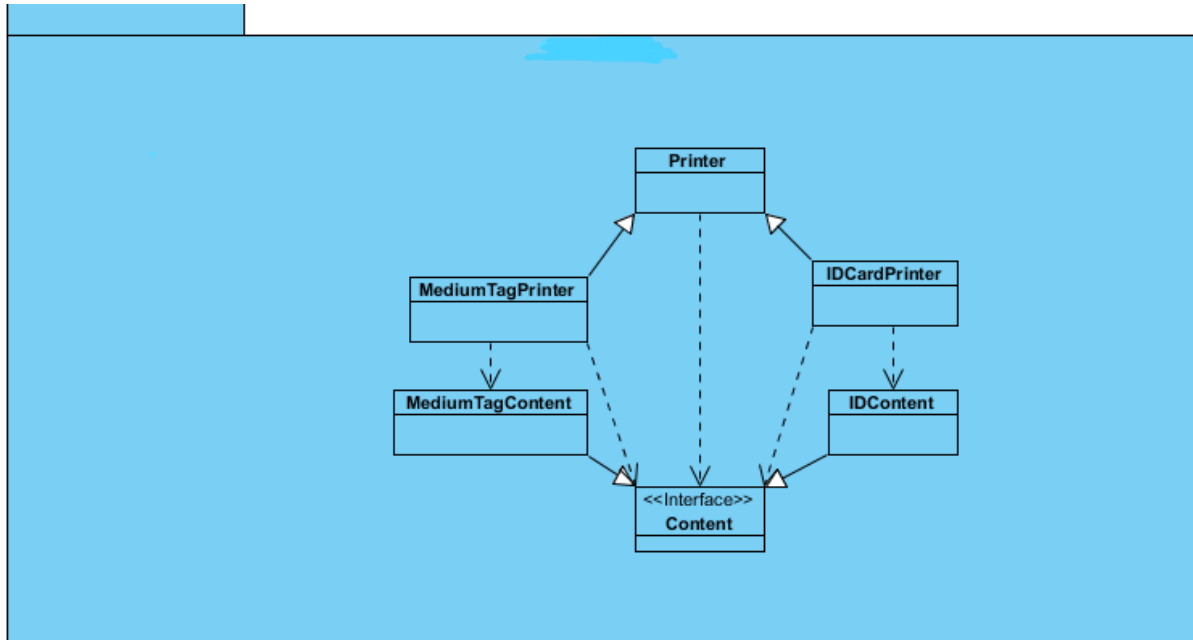 Printer
MediumTagPrinter
IDCardPrinter
MediumTagContent
IDContent
<<Interface>>
Content